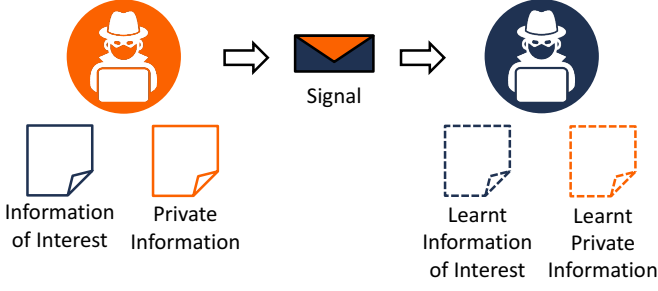 Signal
Information
of Interest
Private
Information
Learnt
Information
of Interest
Learnt
Private
Information